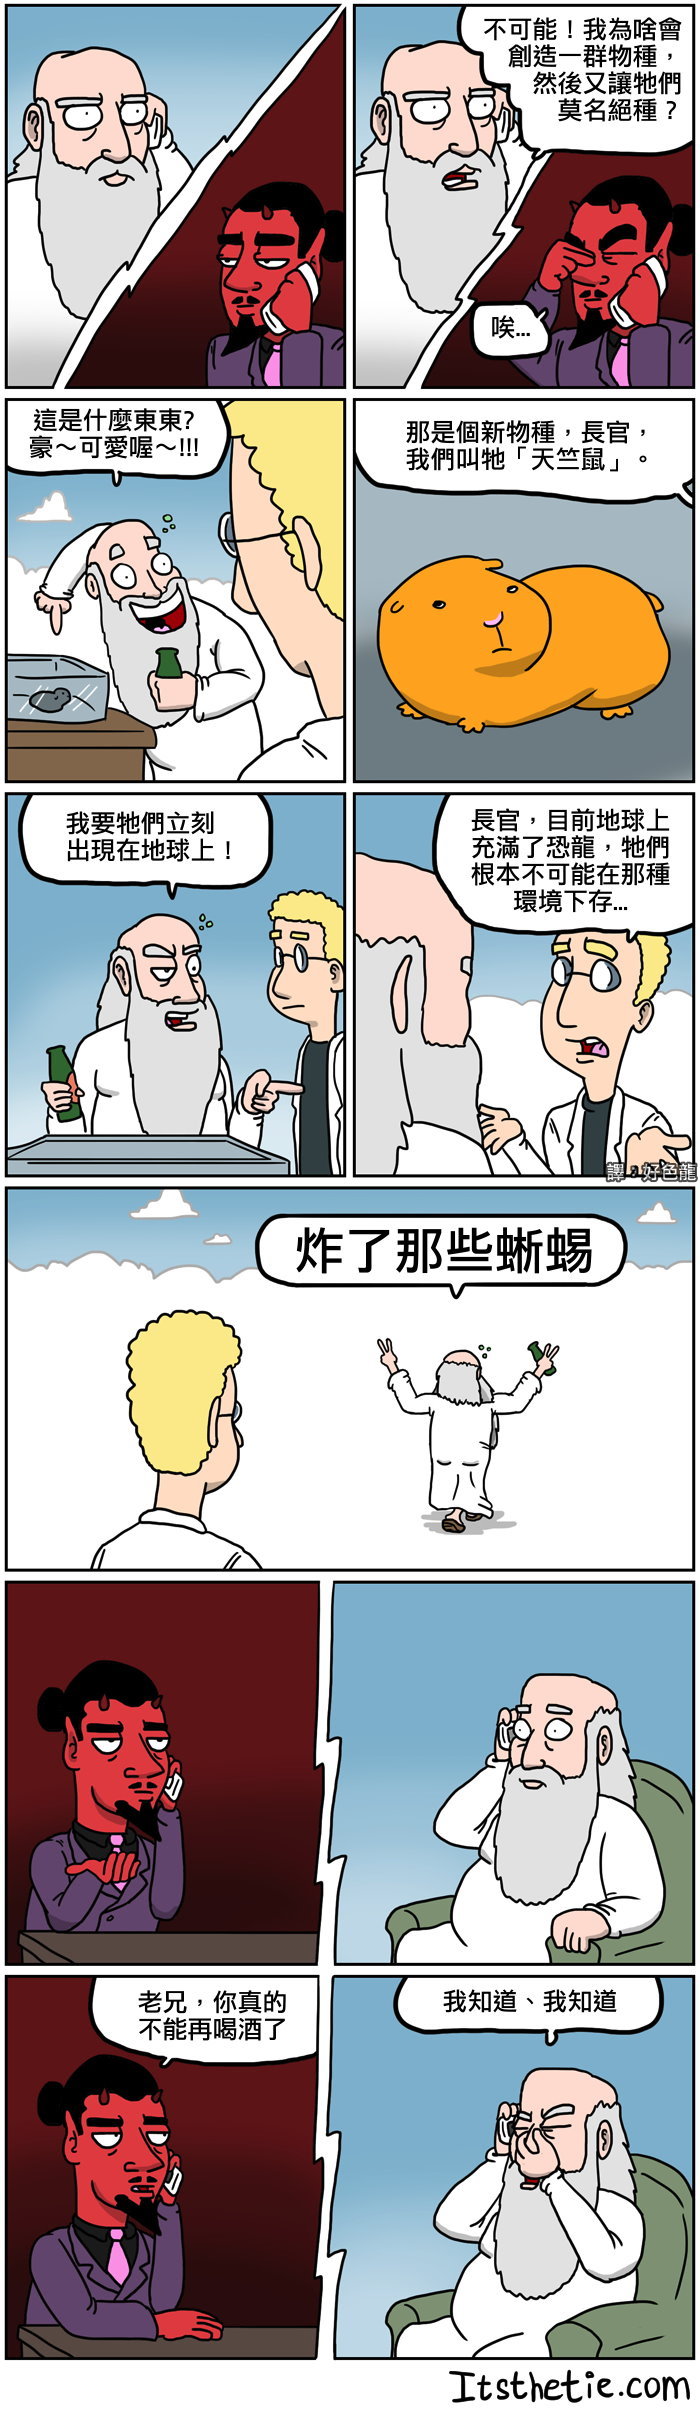 不可能！我為啥會
創造一群物種，
然後又讓牠們
莫名絕種？
唉...
這是什麼東東?
豪～可愛喔～!!!
那是個新物種，長官，
我們叫牠「天竺鼠」。
我要牠們立刻
出現在地球上！
長官，目前地球上
充滿了恐龍，牠們
根本不可能在那種
環境下存...
譯：好色龍
炸了那些蜥蜴
老兄，你真的
不能再喝酒了
我知道、我知道
Itsthetie.com